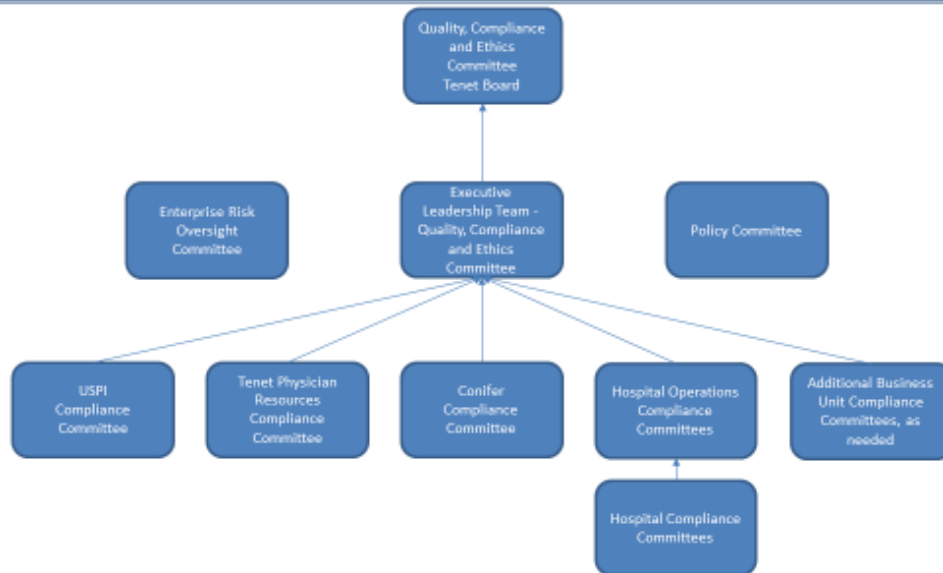 Quality, Compliance
and Ethics
Committee
Tenet Board
Enterprise Risk
Oversight
Committee
Executive
Leadership Team -
Quality, Compliance
and Ethics
Committee
Policy Committee
USPI
Compliance
Committee
Tenet Physician
Resources
Compliance
Committee
Conifer
Compliance
Committee
Hospital Operations
Compliance
Committees
Additional Business
Unit Compliance
Committees, as
needed
Hospital Compliance
Committees